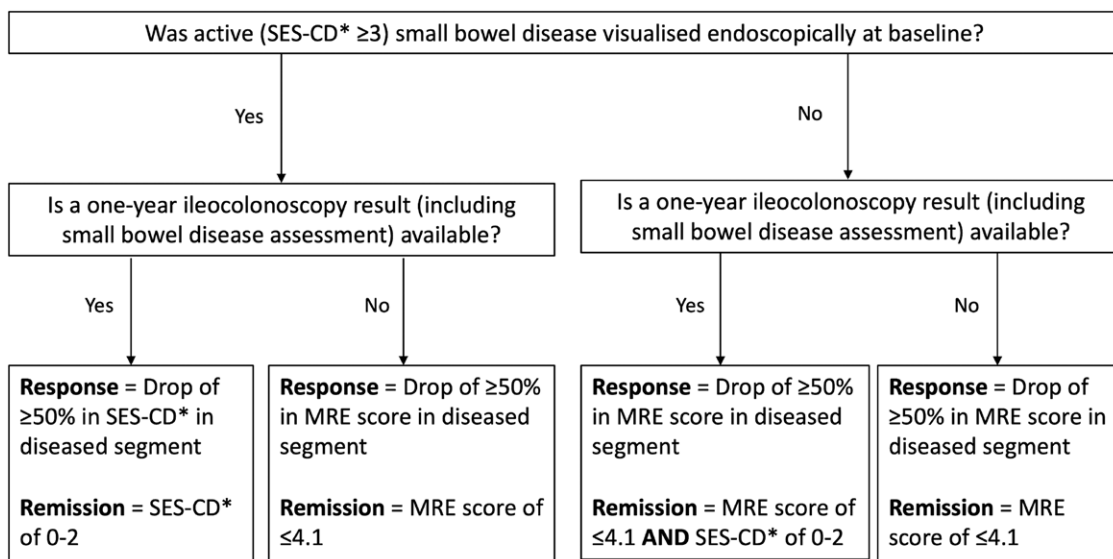 Was active (SES-CD* ≥3) small bowel disease visualised endoscopically at baseline?
Yes
No
Is a one-year ileocolonoscopy result (including
small bowel disease assessment) available?
Is a one-year ileocolonoscopy result (including
small bowel disease assessment) available?
Yes
No
Yes
No
Response = Drop of
≥50% in SES-CD* in
diseased segment
Remission = SES-CD*
of 0-2
Response = Drop of ≥50%
in MRE score in diseased
segment
Remission = MRE score of
≤4.1
Response = Drop of ≥50%
in MRE score in diseased
segment
Remission = MRE score of
≤4.1 AND SES-CD* of 0-2
Response = Drop of
≥50% in MRE score in
diseased segment
Remission = MRE
score of ≤4.1